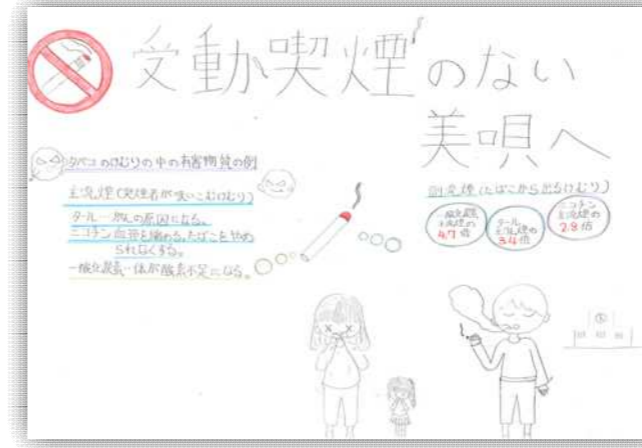 受動喫煙のない
美唄へ
タバコのけむりの中の有害物質の例
主流煙(喫煙者が吸いこむけむり)
タール…がんの原因になる。
ニコチン…血管を縮める。たばこをやめ
られなくする。
一酸化炭素…体が酸素不足になる。
副流煙(たばこから出るけむり)
一酸化炭素
主流煙の
4.7倍
タール
主流煙の
3.4倍
ニコチン
主流煙の
2.8倍